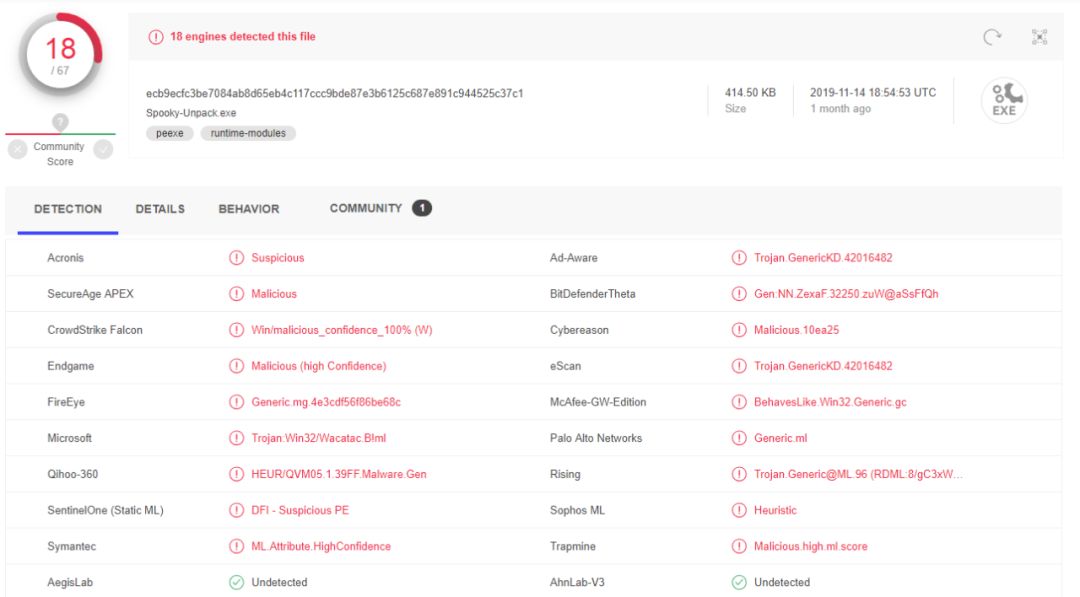 18
/ 67
18 engines detected this file
ecb9ecfc3be7084ab8d65eb4c117ccc9bde87e3b6125c687e891c944525c37c1
Spooky-Unpack.exe
peexe runtime-modules
414.50 KB
Size
2019-11-14 18:54:53 UTC
1 month ago
EXE
?
Community
Score
DETECTION DETAILS BEHAVIOR COMMUNITY 1
Acronis Suspicious Ad-Aware Trojan.GenericKD.42016482
SecureAge APEX Malicious BitDefenderTheta Gen:NN.ZexaF.32250.zuW@aSsFfQh
CrowdStrike Falcon Win/malicious_confidence_100% (W) Cybereason Malicious.10ea25
Endgame Malicious (high Confidence) eScan Trojan.GenericKD.42016482
FireEye Generic.mg.4e3cdf56f86be68c McAfee-GW-Edition BehavesLike.Win32.Generic.gc
Microsoft Trojan:Win32/Wacatac.B!ml Palo Alto Networks Generic.ml
Qihoo-360 HEUR/QVM05.1.39FF.Malware.Gen Rising Trojan.Generic@ML.96 (RDML:8/gC3xW…
SentinelOne (Static ML) DFI - Suspicious PE Sophos ML Heuristic
Symantec ML.Attribute.HighConfidence Trapmine Malicious.high.ml.score
AegisLab Undetected AhnLab-V3 Undetected